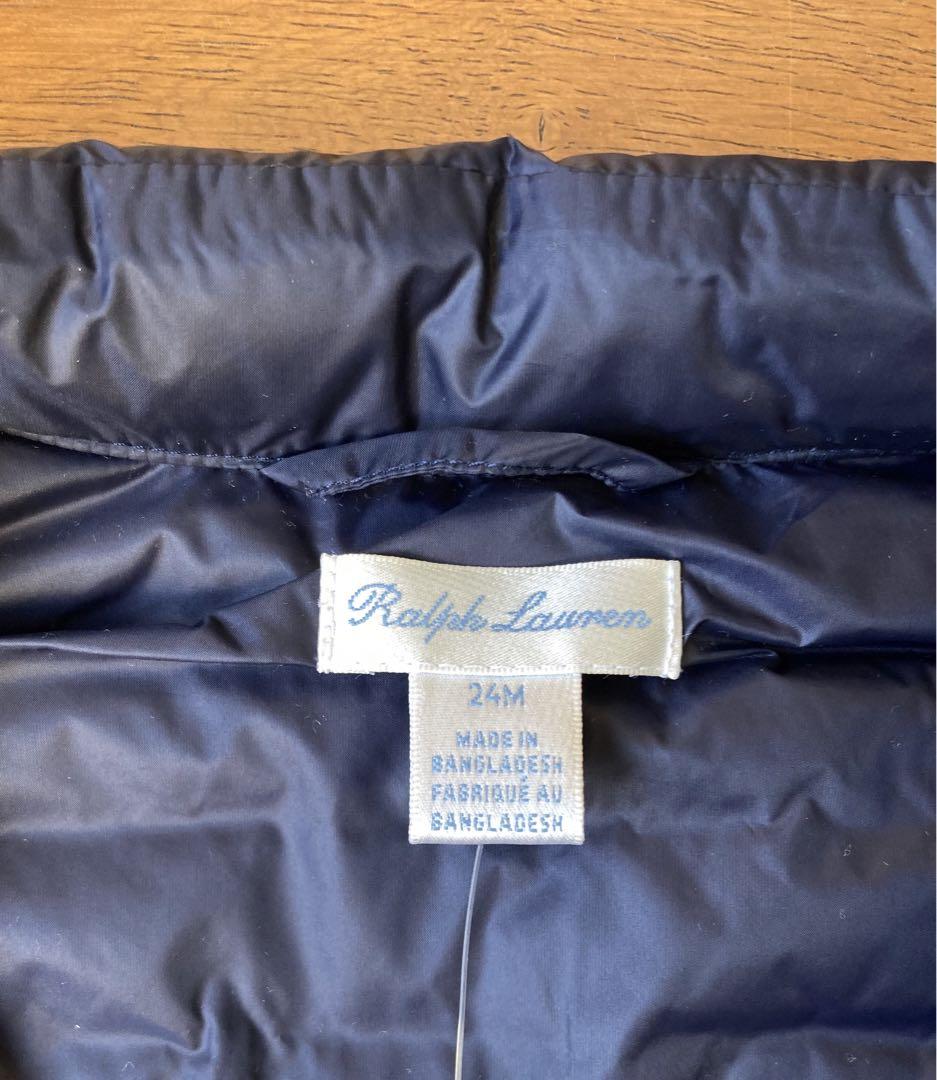 Ralph Lauren
24M
MADE IN
BANGLADESH
FABRIQUÉ AU
BANGLADESH